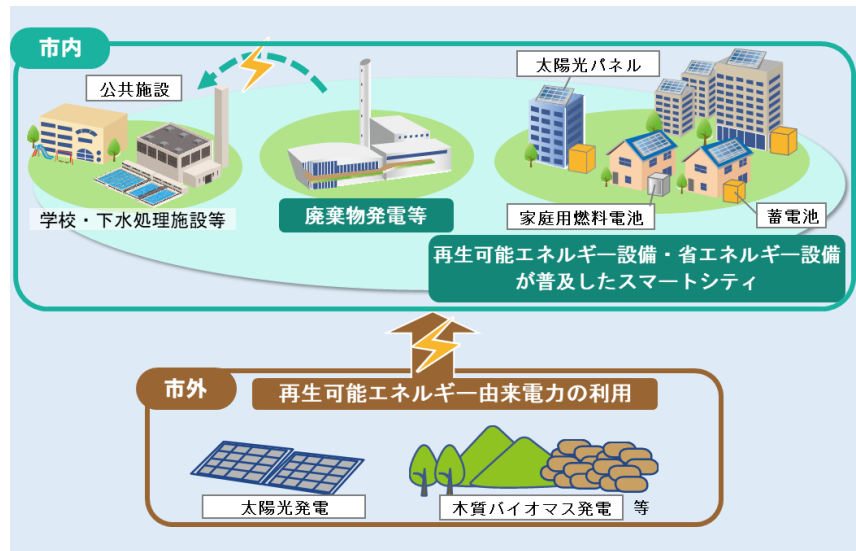 市内
公共施設
太陽光パネル
学校・下水処理施設等
廃棄物発電等
家庭用燃料電池
蓄電池
再生可能エネルギー設備・省エネルギー設備
が普及したスマートシティ
市外
再生可能エネルギー由来電力の利用
太陽光発電
木質バイオマス発電 等